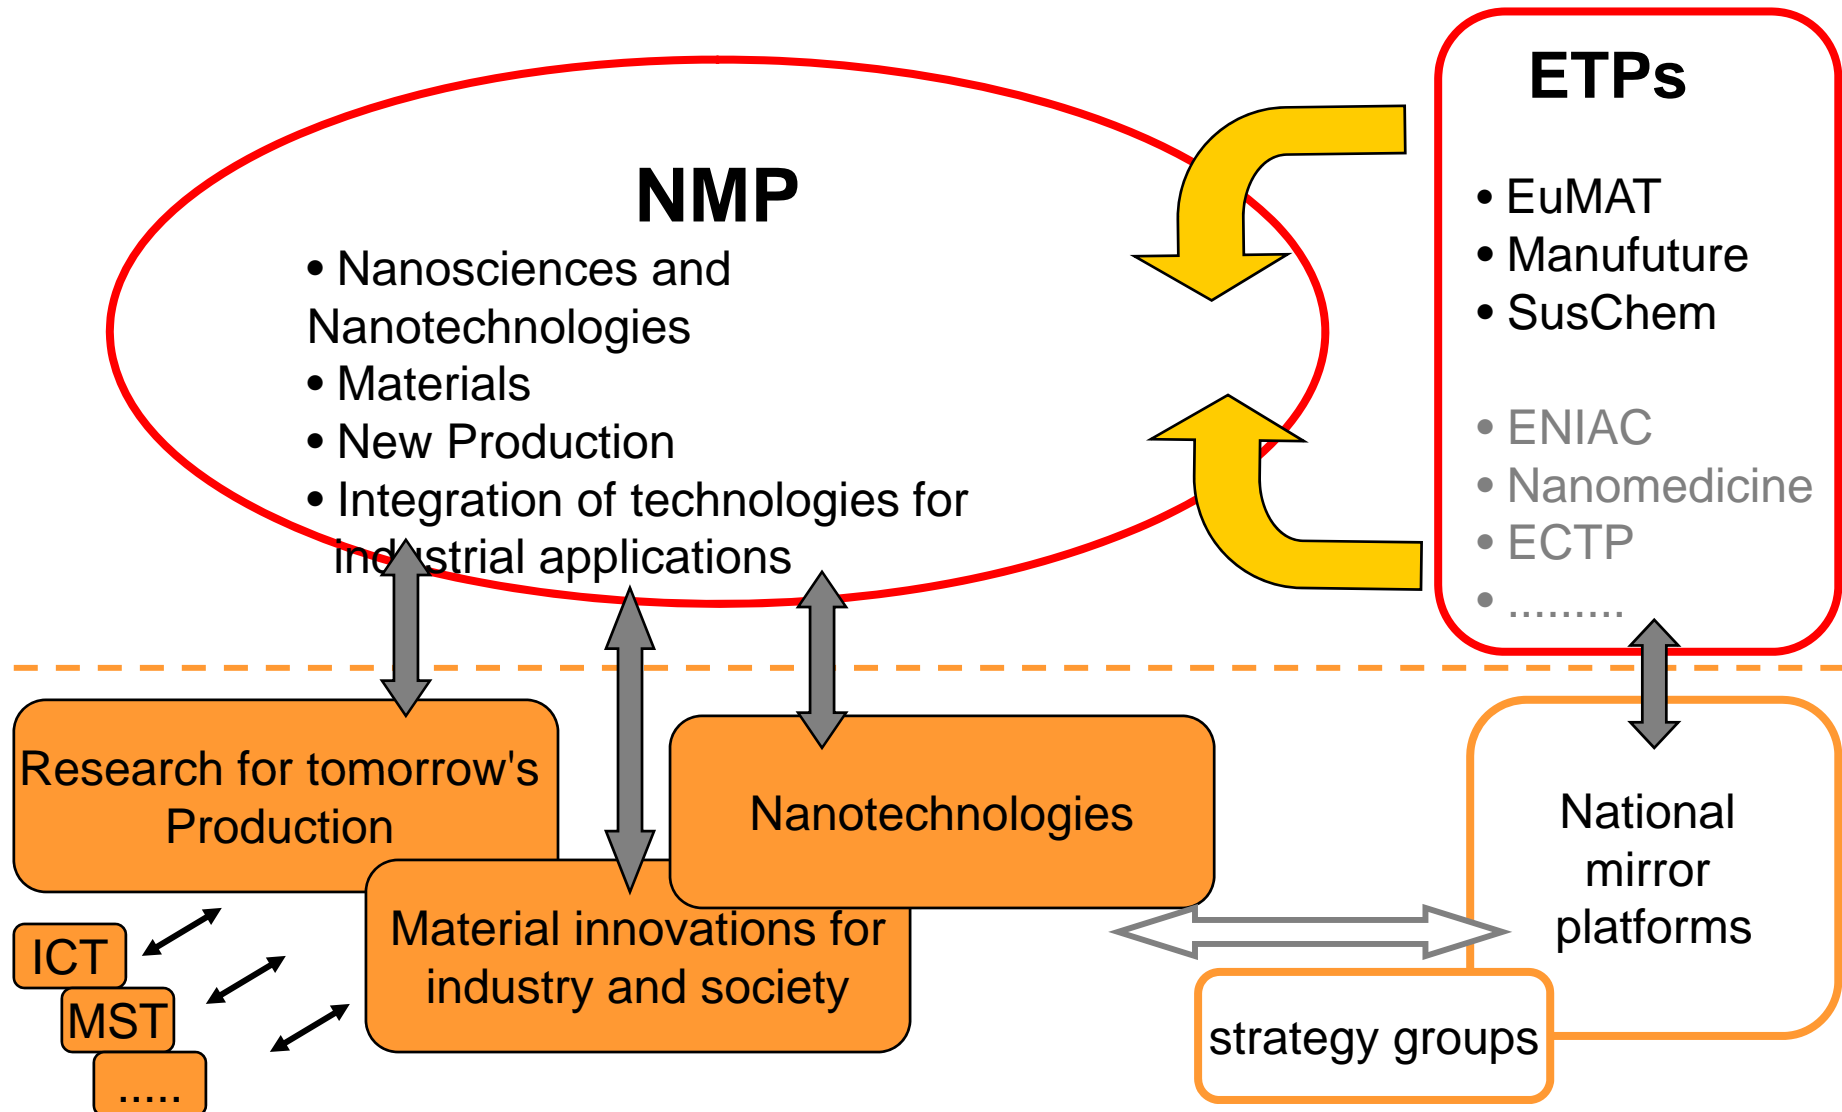 NMP
• Nanosciences and
Nanotechnologies
• Materials
• New Production
• Integration of technologies for
industrial applications
ETPs
• EuMAT
• Manufuture
• SusChem
• ENIAC
• Nanomedicine
• ECTP
• .........
Research for tomorrow's
Production
Nanotechnologies
Material innovations for
industry and society
ICT
MST
.....
National
mirror
platforms
strategy groups